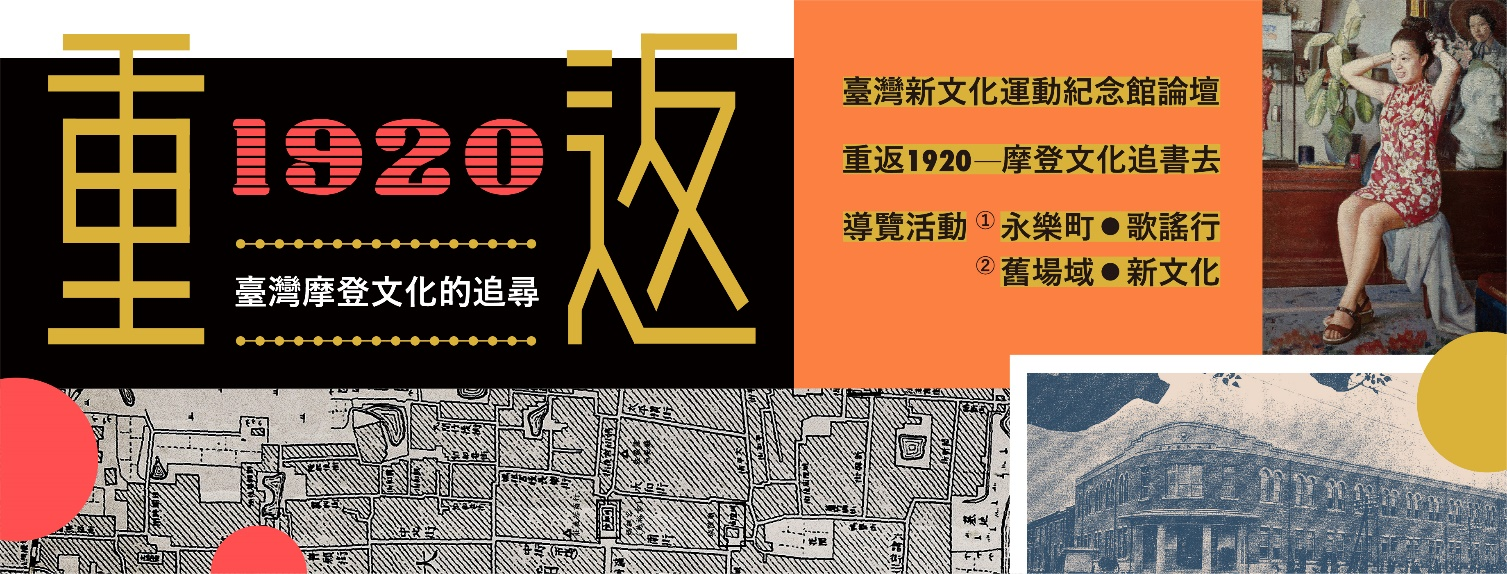 重返
1920
臺灣摩登文化的追尋
臺灣新文化運動紀念館論壇
重返1920—摩登文化追書去
導覽活動 ① 永樂町●歌謠行
② 舊場域●新文化